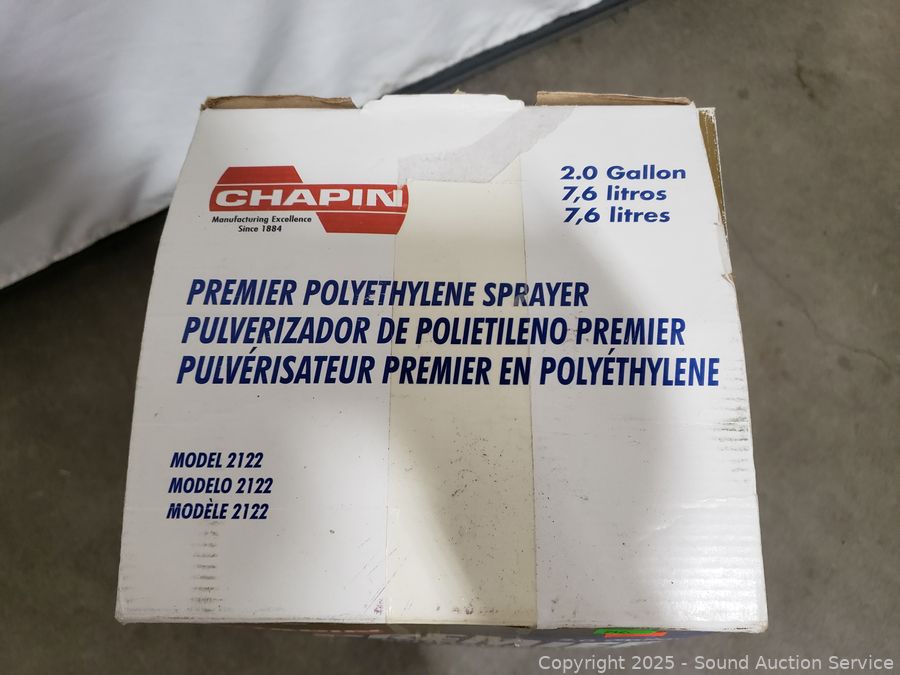 CHAPIN
Manufacturing Excellence
Since 1884
2.0 Gallon
7,6 litros
7,6 litres
PREMIER POLYETHYLENE SPRAYER
PULVERIZADOR DE POLIETILENO PREMIER
PULVÉRISATEUR PREMIER EN POLYÉTHYLENE
MODEL 2122
MODELO 2122
MODÈLE 2122
Copyright 2025 - Sound Auction Service